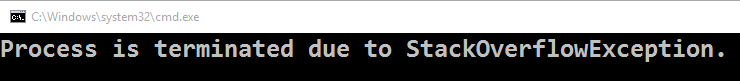 C:\Windows\system32\cmd.exe
Process is terminated due to StackOverflowException.